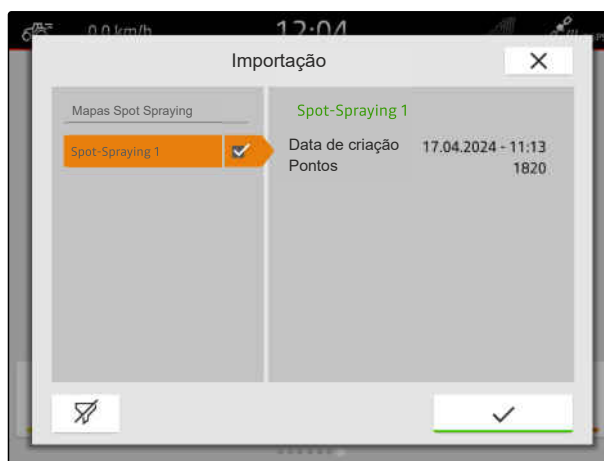 0.0 km/h 12:04
Importação
Mapas Spot Spraying
Spot-Spraying 1
Spot-Spraying 1
Data de criação 17.04.2024 - 11:13
Pontos 1820